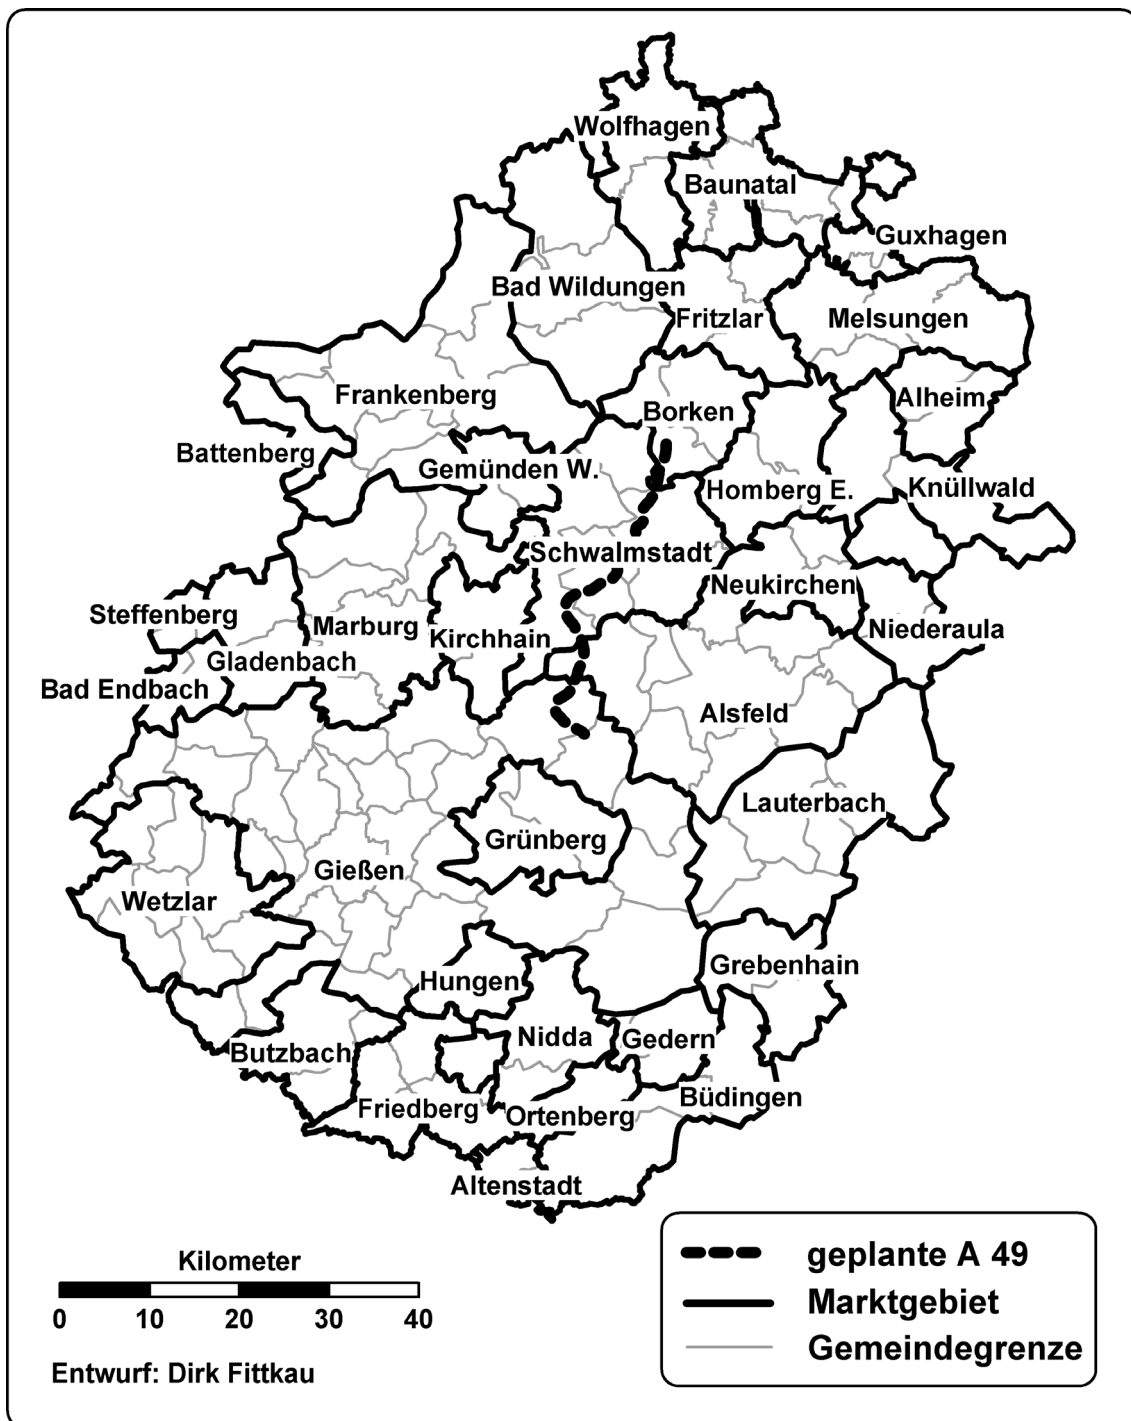 Wolfhagen
Baunatal
Guxhagen
Bad Wildungen
Fritzlar
Melsungen
Frankenberg
Borken
Alheim
Battenberg
Gemünden W.
Homberg E.
Knüllwald
Schwalmstadt
Neukirchen
Steffenberg
Marburg
Kirchhain
Niederaula
Gladenbach
Bad Endbach
Alsfeld
Lauterbach
Grünberg
Gießen
Wetzlar
Grebenhain
Hungen
Nidda
Gedern
Butzbach
Büdingen
Friedberg
Ortenberg
Altenstadt
Kilometer
0 10 20 30 40
Entwurf: Dirk Fittkau
geplante A 49
Marktgebiet
Gemeindegrenze